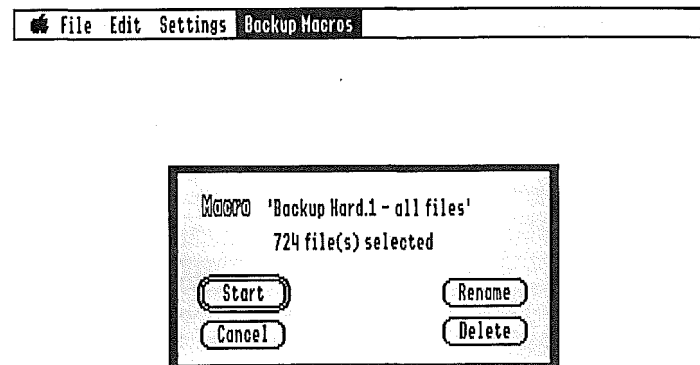 File Edit Settings Backup Macros
Macro 'Backup Hard.1 - all files'
724 file(s) selected
Start Rename
Cancel Delete